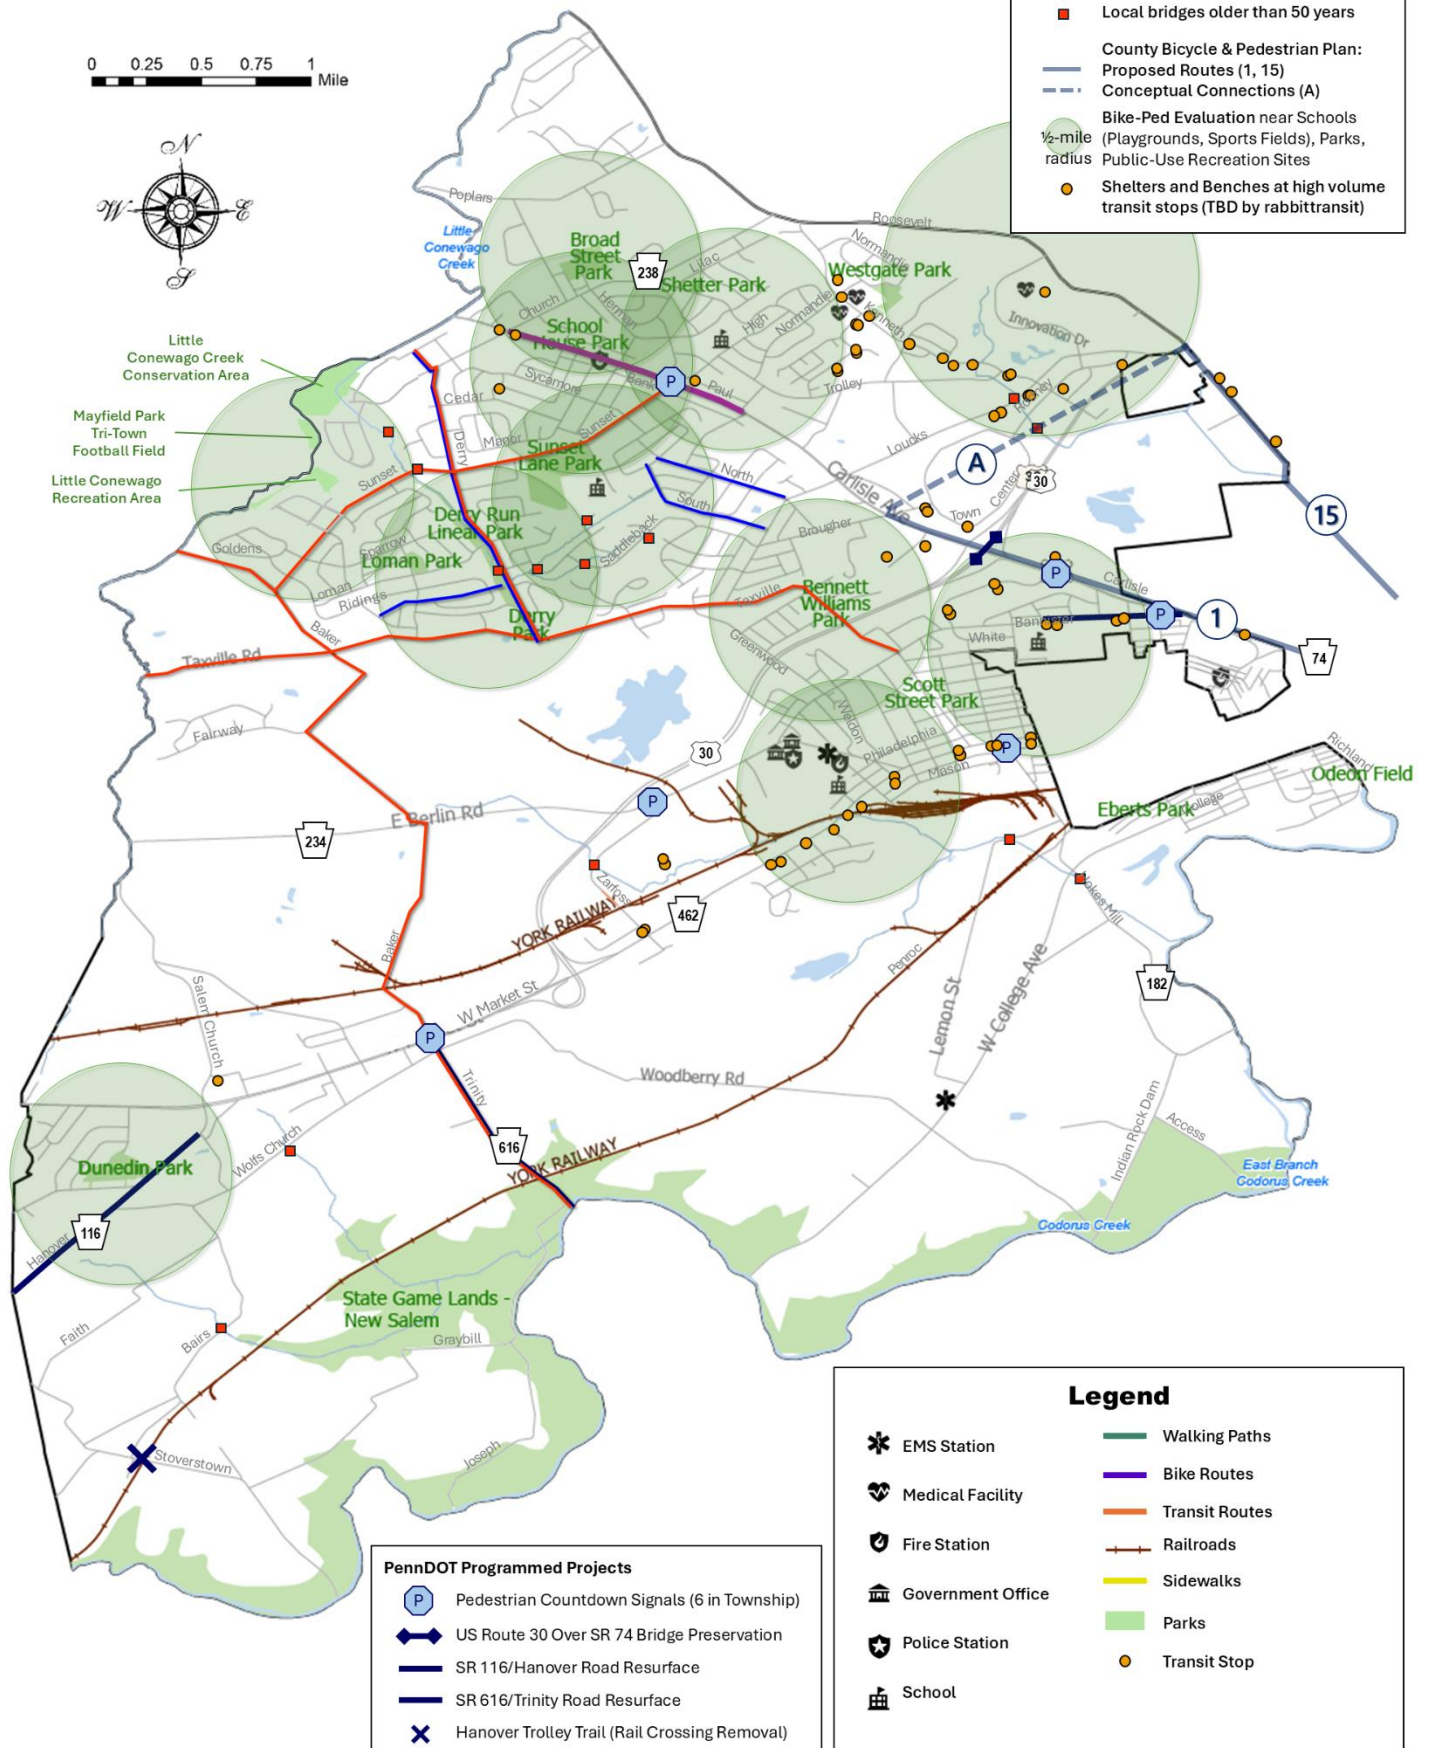 Local bridges older than 50 years
County Bicycle & Pedestrian Plan:
Proposed Routes (1, 15)
Conceptual Connections (A)
Bike-Ped Evaluation near Schools
½-mile (Playgrounds, Sports Fields), Parks,
radius Public-Use Recreation Sites
Shelters and Benches at high volume
transit stops (TBD by rabbittransit)
0 0.25 0.5 0.75 1
Mile
N
W E
S
Poplars
Little
Conewago
Creek
Broad
Street
Park
238
Lilac
Shetter Park
Roosevelt
Normandie
Westgate Park
Church
Herman
School
House Park
High
Normandie
Kenneth
Innovation Dr
Little
Conewago Creek
Conservation Area
Sycamore
Bank
P
Paul
Trolley
Rodney
Cedar
Mayfield Park
Tri-Town
Football Field
Derry
Manor
Sunset
Sunset
Lane Park
Loucks
Little Conewago
Recreation Area
Sunset
North
South
Carlisle Ave
A
Center
30
Town
15
Derry Run
Linear Park
Goldens
Sparrow
Loman Park
Saddleback
Brougher
Loman
Ridings
Taxville
Bennett
Williams
Park
P
Carlisle
Derry
Park
Bannister
P
1
Baker
White
74
Taxville Rd
Greenwood
Scott
Street Park
Fairway
Weldon
Philadelphia
Mason
P
30
Richland
Odeon Field
College
Eberts Park
P
E Berlin Rd
234
Zarfoss
462
Nokes Mill
YORK RAILWAY
Baker
Penroc
182
Salem Church
W Market St
Lemon St
W College Ave
P
Trinity
Woodberry Rd
616
YORK RAILWAY
Indian Rock Dam
Access
Wolfs Church
Dunedin Park
East Branch
Codorus Creek
116
Hanover
Codorus Creek
State Game Lands -
New Salem
Faith
Bairs
Graybill
Stoverstown
Joseph
Legend
EMS Station
Medical Facility
Fire Station
Government Office
Police Station
School
Walking Paths
Bike Routes
Transit Routes
Railroads
Sidewalks
Parks
Transit Stop
PennDOT Programmed Projects
P Pedestrian Countdown Signals (6 in Township)
US Route 30 Over SR 74 Bridge Preservation
SR 116/Hanover Road Resurface
SR 616/Trinity Road Resurface
Hanover Trolley Trail (Rail Crossing Removal)